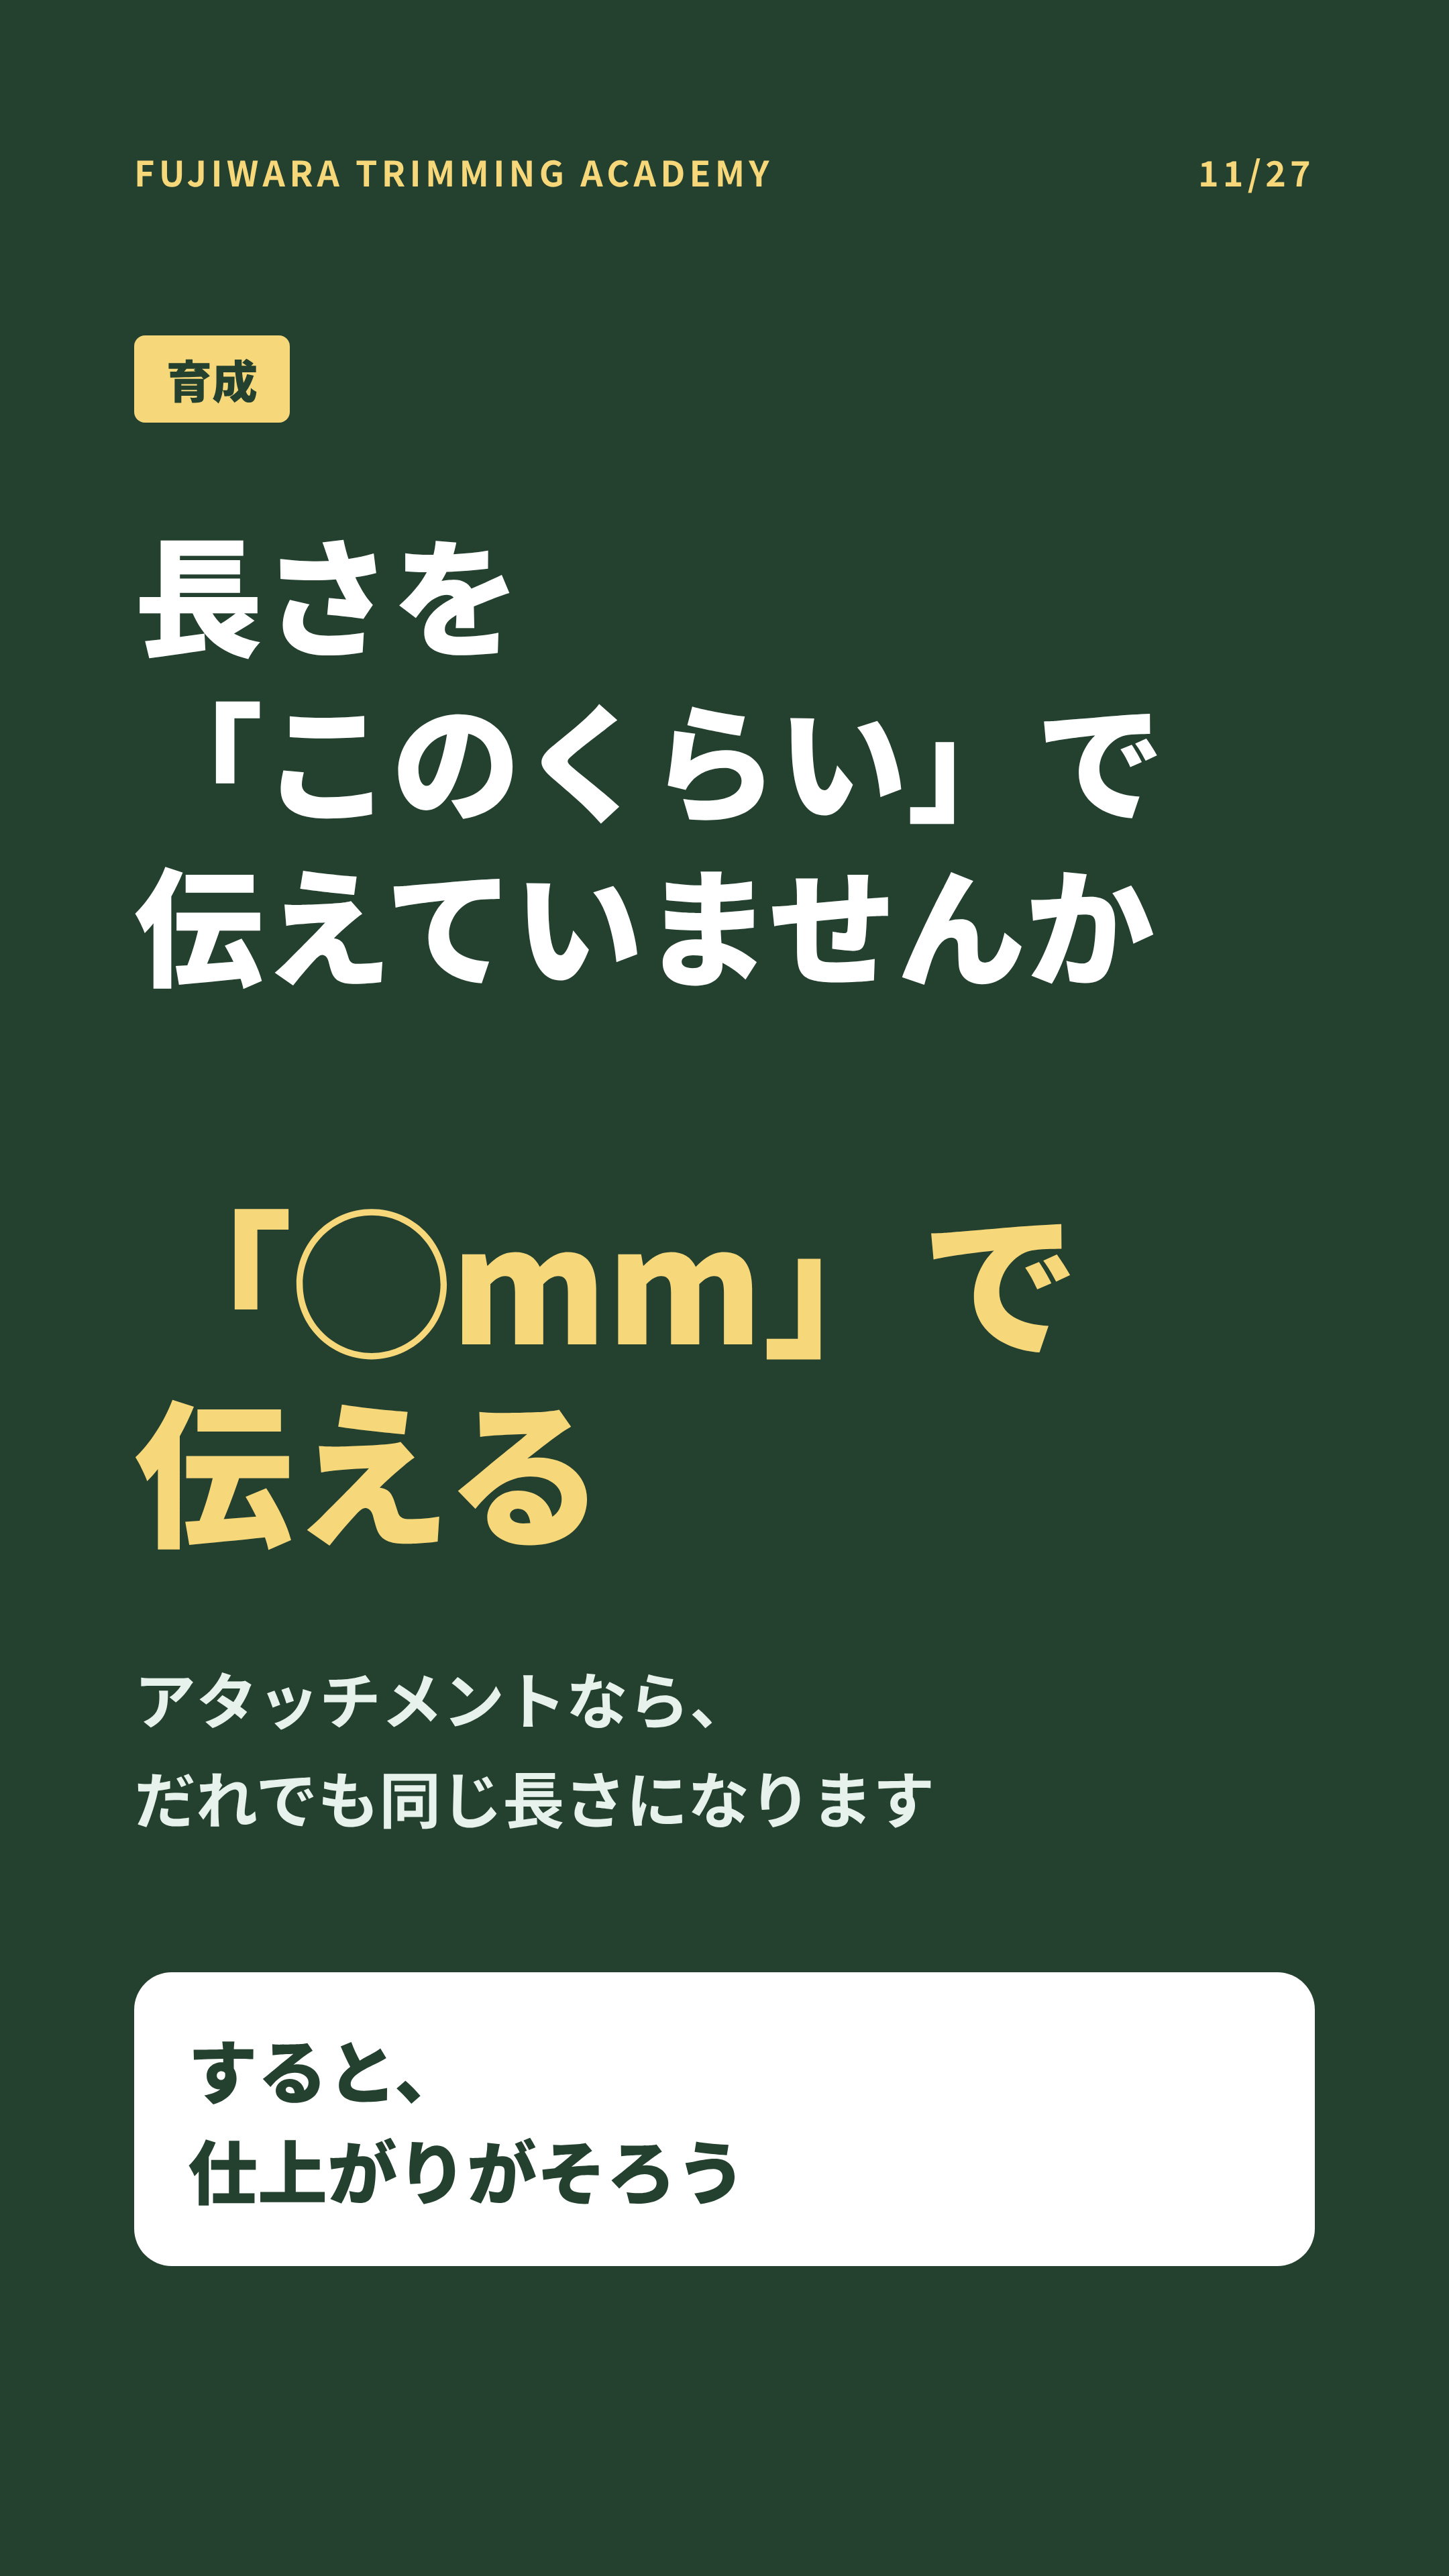 FUJIWARA TRIMMING ACADEMY
11/27
育成
長さを
「このくらい」で
伝えていませんか
「◯mm」で
伝える
アタッチメントなら、
だれでも同じ長さになります
すると、
仕上がりがそろう